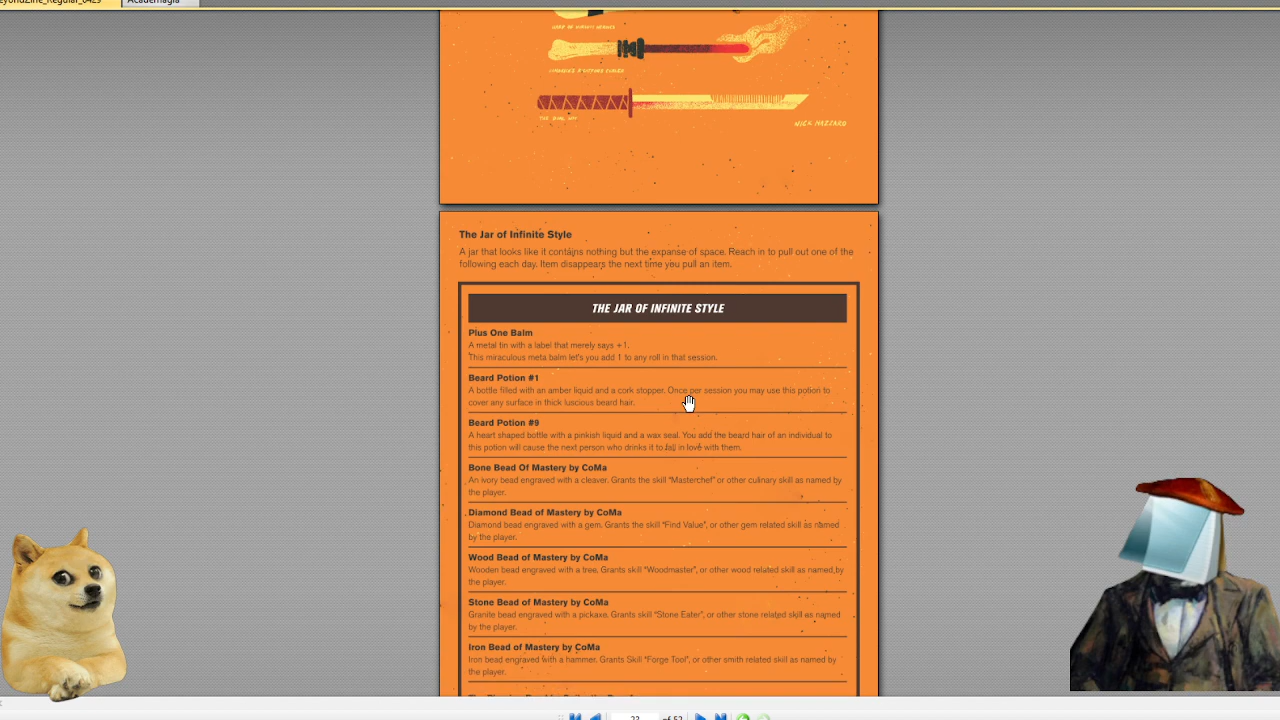 Academagia
NICK NAZZARO
The Jar of Infinite Style
A jar that looks like it contains nothing but the expanse of space. Reach in to pull out one of the
following each day. Item disappears the next time you pull an item.
THE JAR OF INFINITE STYLE
Plus One Balm
A metal tin with a label that merely says +1.
This miraculous meta balm let's you add 1 to any roll in that session.
Beard Potion #1
A bottle filled with an amber liquid and a cork stopper. Once per session you may use this potion to
cover any surface in thick luscious beard hair.
Beard Potion #9
A heart shaped bottle with a pinkish liquid and a wax seal. You add the beard hair of an individual to
this potion will cause the next person who drinks it to fall in love with them.
Bone Bead Of Mastery by CoMa
An ivory bead engraved with a cleaver. Grants the skill "Masterchef" or other culinary skill as named by
the player.
Diamond Bead of Mastery by CoMa
Diamond bead engraved with a gem. Grants the skill "Find Value", or other gem related skill as named
by the player.
Wood Bead of Mastery by CoMa
Wooden bead engraved with a tree. Grants skill "Woodmaster", or other wood related skill as named by
the player.
Stone Bead of Mastery by CoMa
Granite bead engraved with a pickaxe. Grants skill "Stone Eater", or other stone related skill as named
by the player.
Iron Bead of Mastery by CoMa
Iron bead engraved with a hammer. Grants Skill "Forge Tool", or other smith related skill as named by
the player.
23 of 52